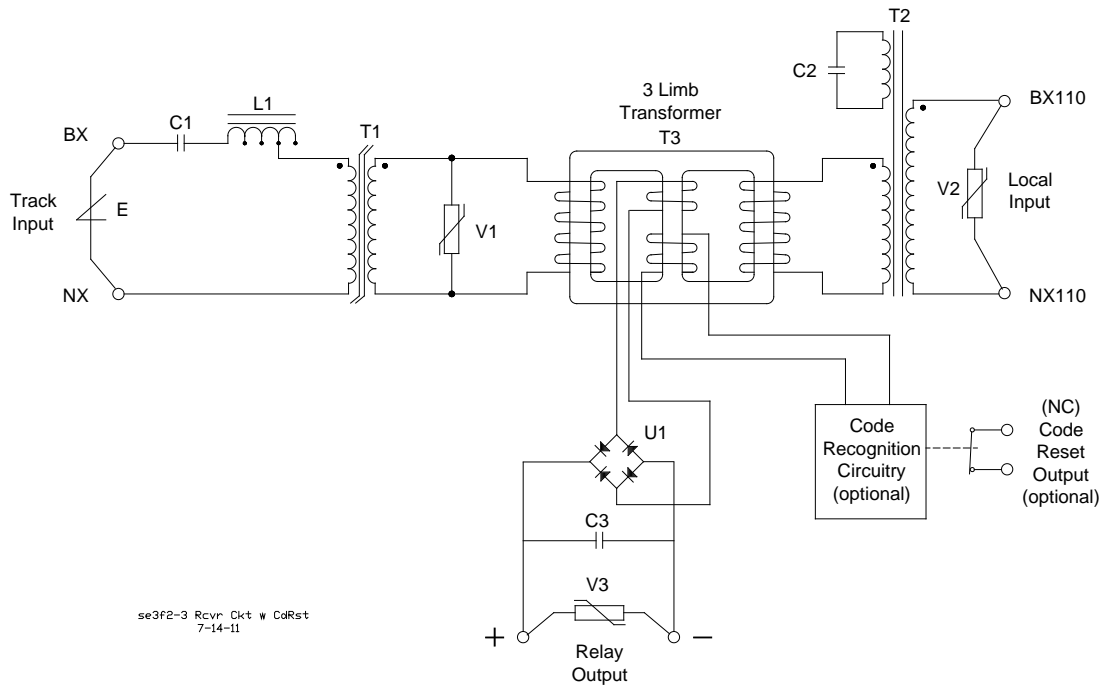 T2
C2
3 Limb
Transformer
T3
L1
C1
T1
BX
BX110
Track
Input
E
V1
V2
Local
Input
NX
NX110
U1
Code
Recognition
Circuitry
(optional)
(NC)
Code
Reset
Output
(optional)
C3
V3
se3f2-3 Rcvr Ckt w CdRst
7-14-11
+
−
Relay
Output